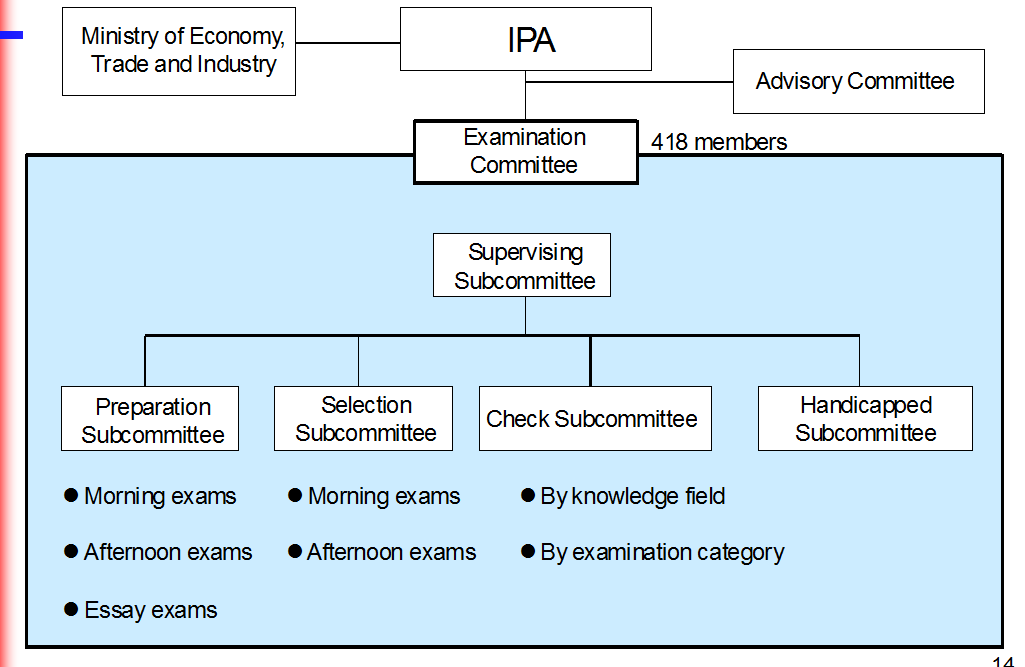 Ministry of Economy,
Trade and Industry
IPA
Advisory Committee
Examination
Committee
418 members
Supervising
Subcommittee
Preparation
Subcommittee
Selection
Subcommittee
Check Subcommittee
Handicapped
Subcommittee
● Morning exams
● Afternoon exams
● Essay exams
● Morning exams
● Afternoon exams
● By knowledge field
● By examination category
14